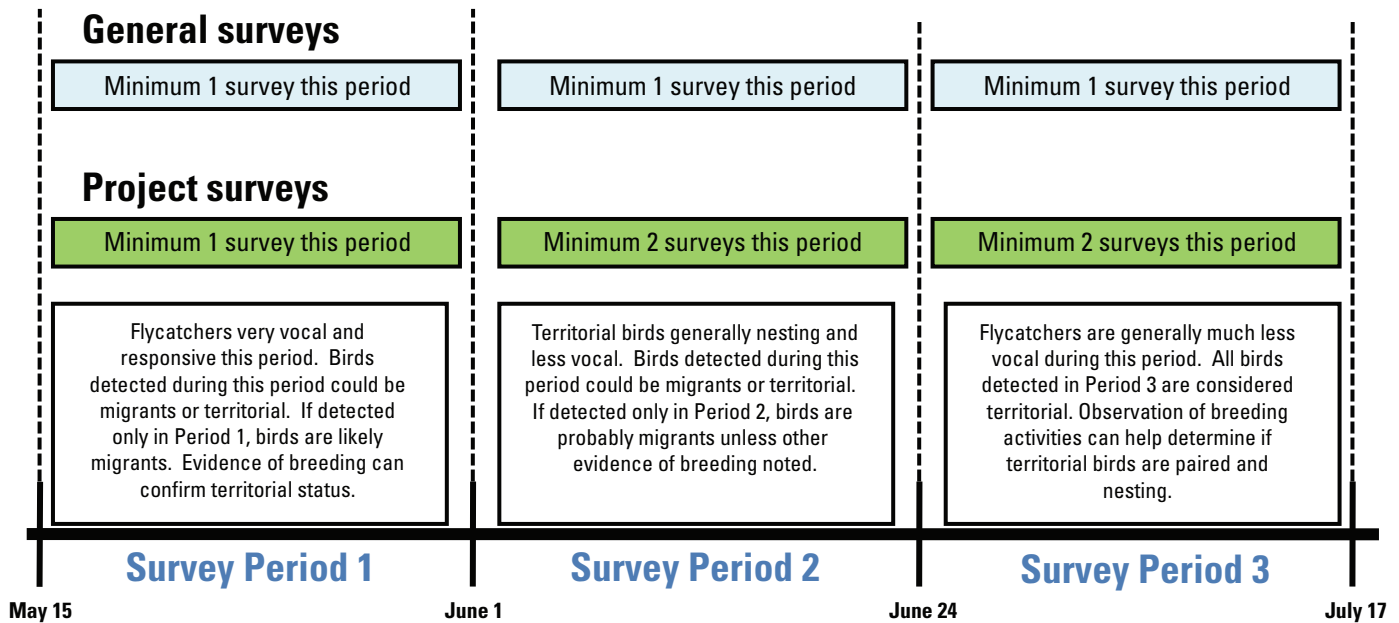 General surveys
Minimum 1 survey this period
Minimum 1 survey this period
Minimum 1 survey this period
Project surveys
Minimum 1 survey this period
Minimum 2 surveys this period
Minimum 2 surveys this period
Flycatchers very vocal and
responsive this period. Birds
detected during this period could be
migrants or territorial. If detected
only in Period 1, birds are likely
migrants. Evidence of breeding can
confirm territorial status.
Territorial birds generally nesting and
less vocal. Birds detected during this
period could be migrants or territorial.
If detected only in Period 2, birds are
probably migrants unless other
evidence of breeding noted.
Flycatchers are generally much less
vocal during this period. All birds
detected in Period 3 are considered
territorial. Observation of breeding
activities can help determine if
territorial birds are paired and
nesting.
Survey Period 1
Survey Period 2
Survey Period 3
May 15
June 1
June 24
July 17